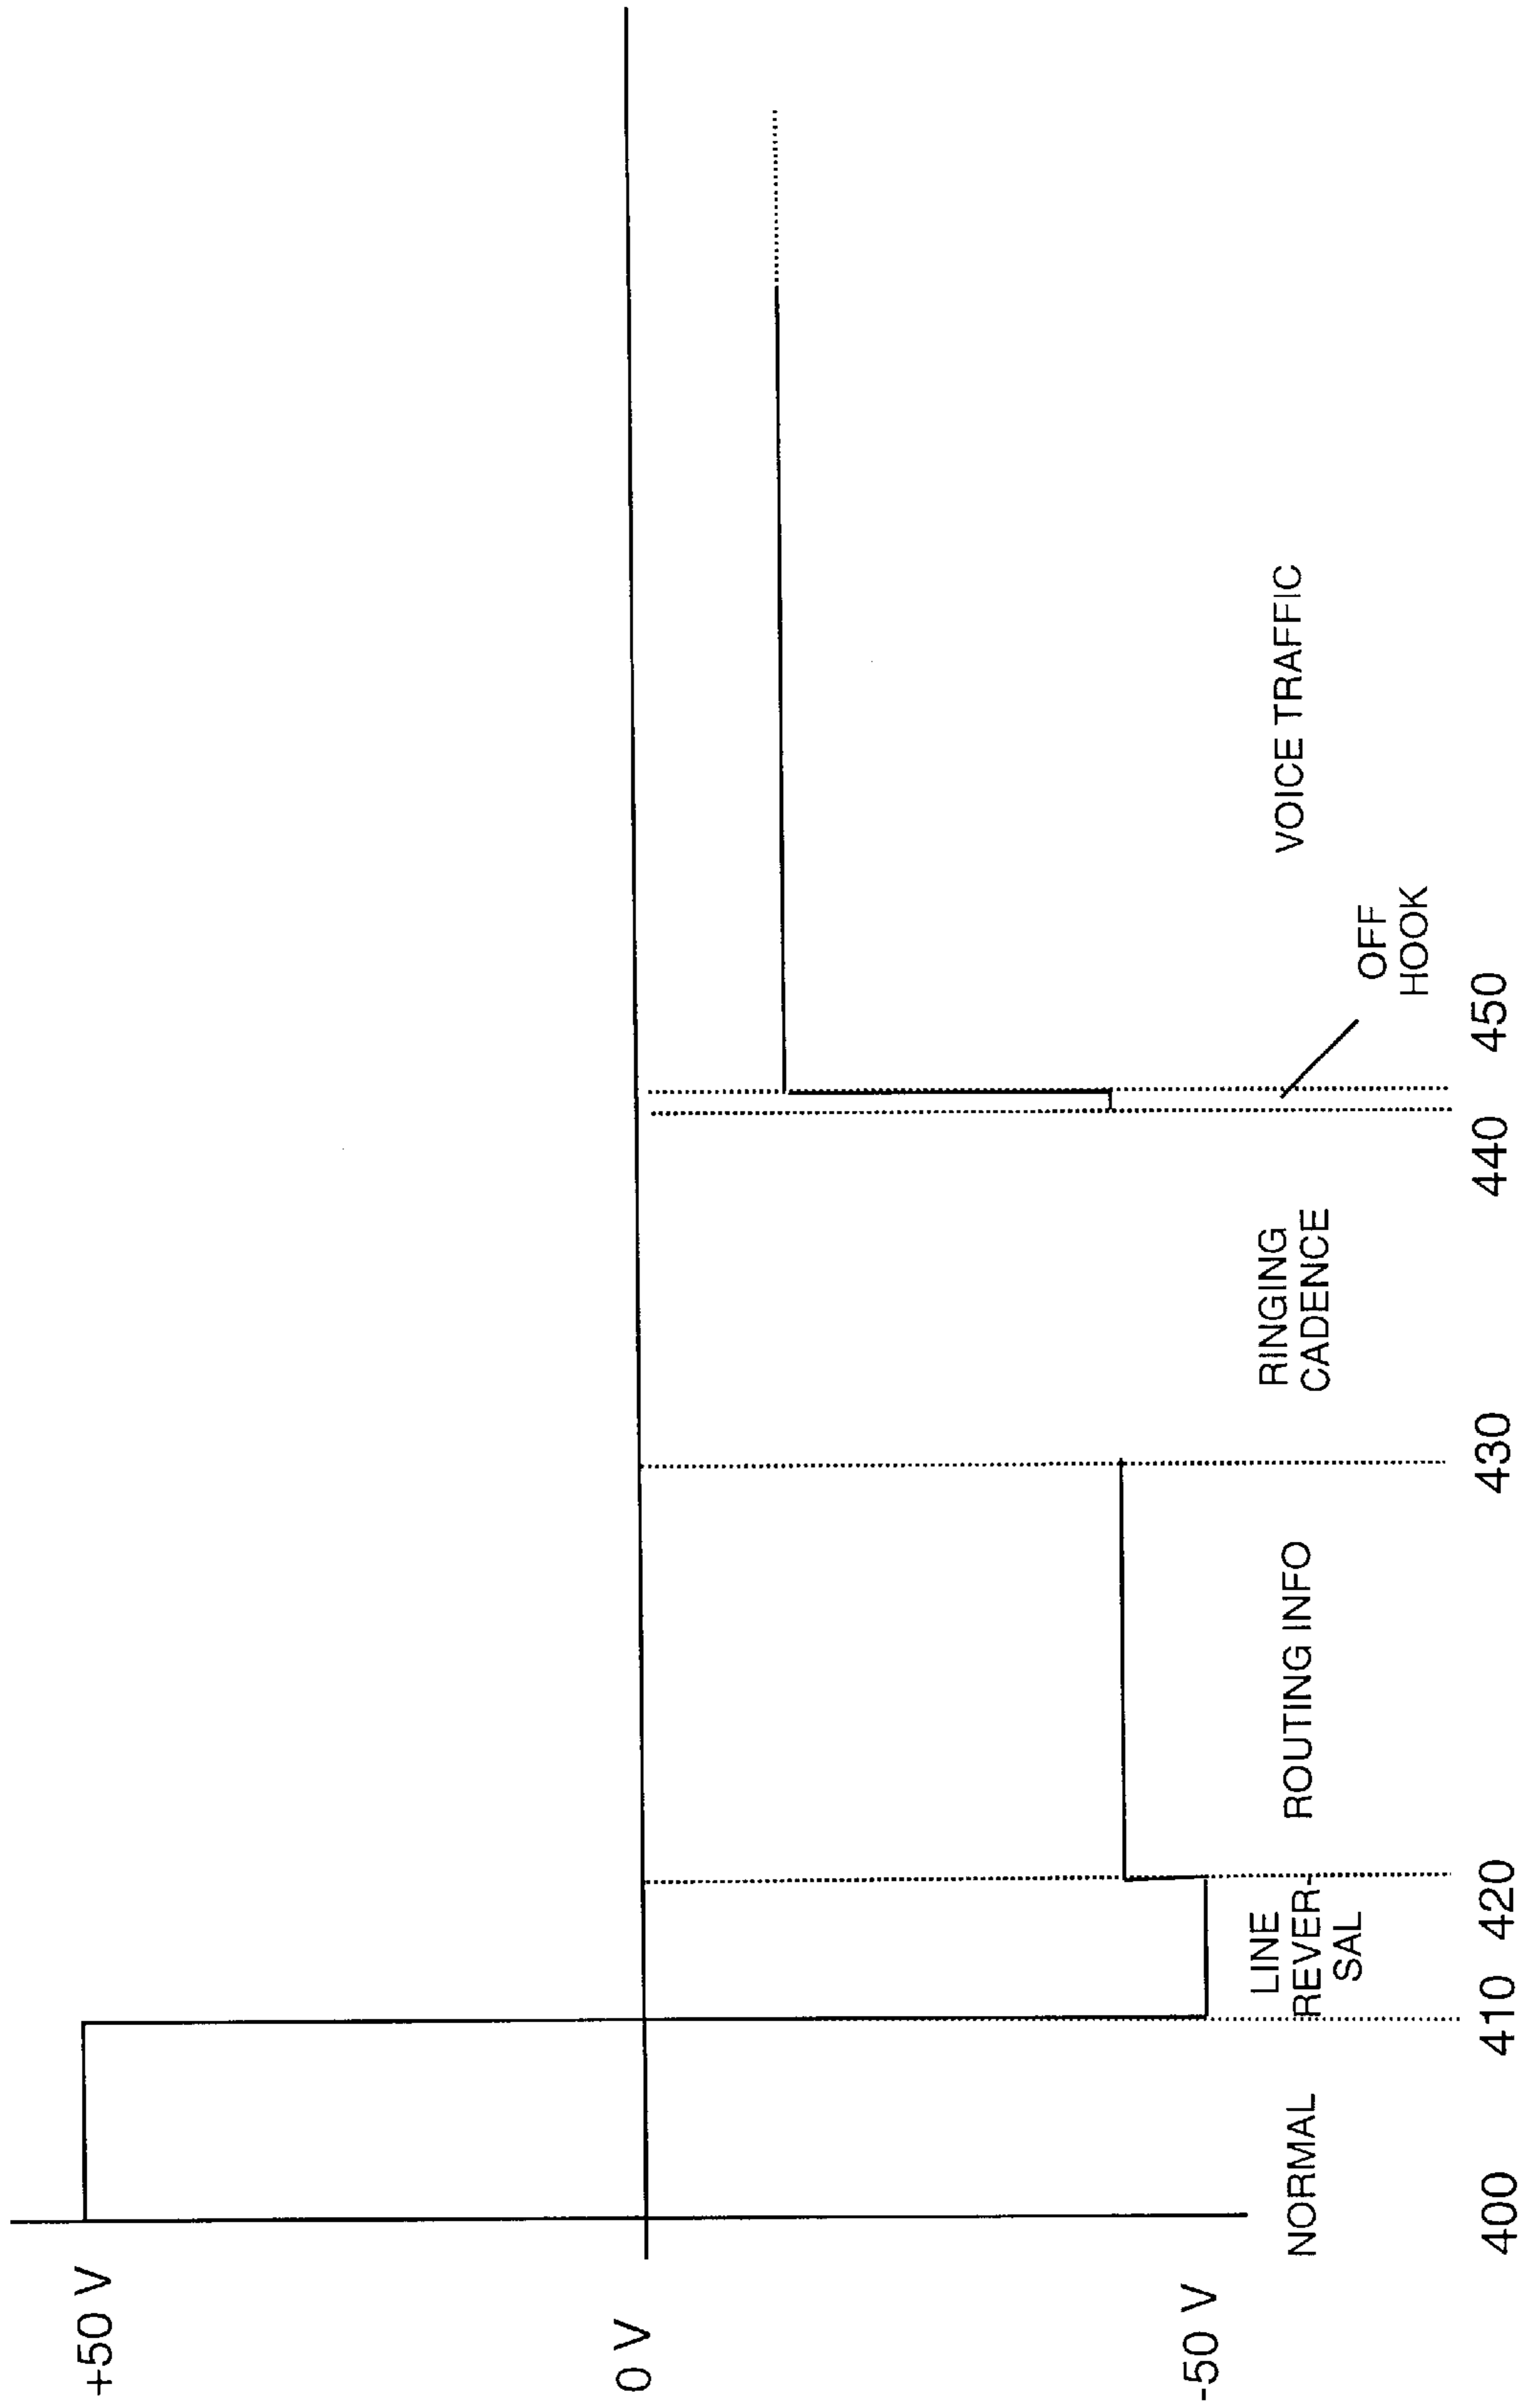 +50 V
0 V
-50 V
NORMAL
LINE
REVER-
SAL
ROUTING INFO
RINGING
CADENCE
OFF
HOOK
VOICE TRAFFIC
400
410
420
430
440
450